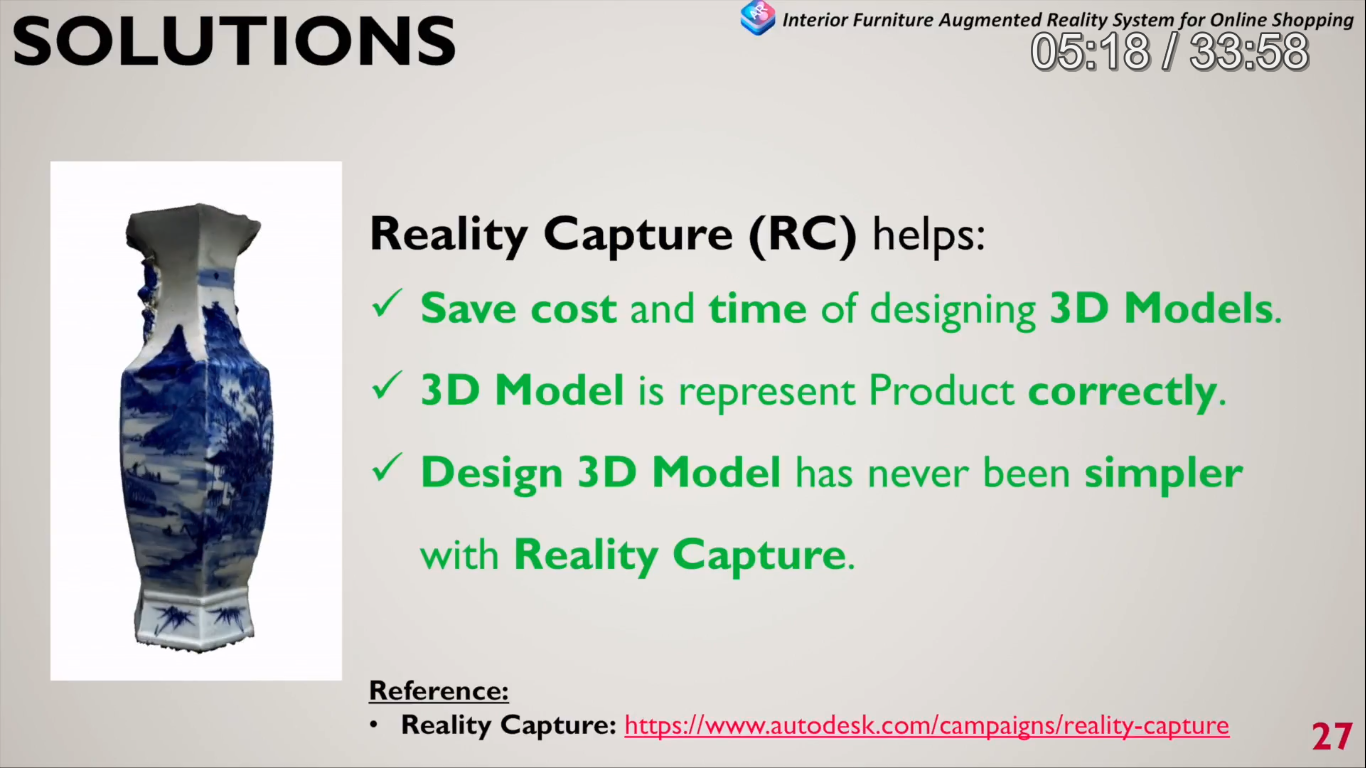 SOLUTIONS
AR Interior Furniture Augmented Reality System for Online Shopping
05:18 / 33:58
Reality Capture (RC) helps:
✓ Save cost and time of designing 3D Models.
✓ 3D Model is represent Product correctly.
✓ Design 3D Model has never been simpler
with Reality Capture.
Reference:
• Reality Capture: https://www.autodesk.com/campaigns/reality-capture
27